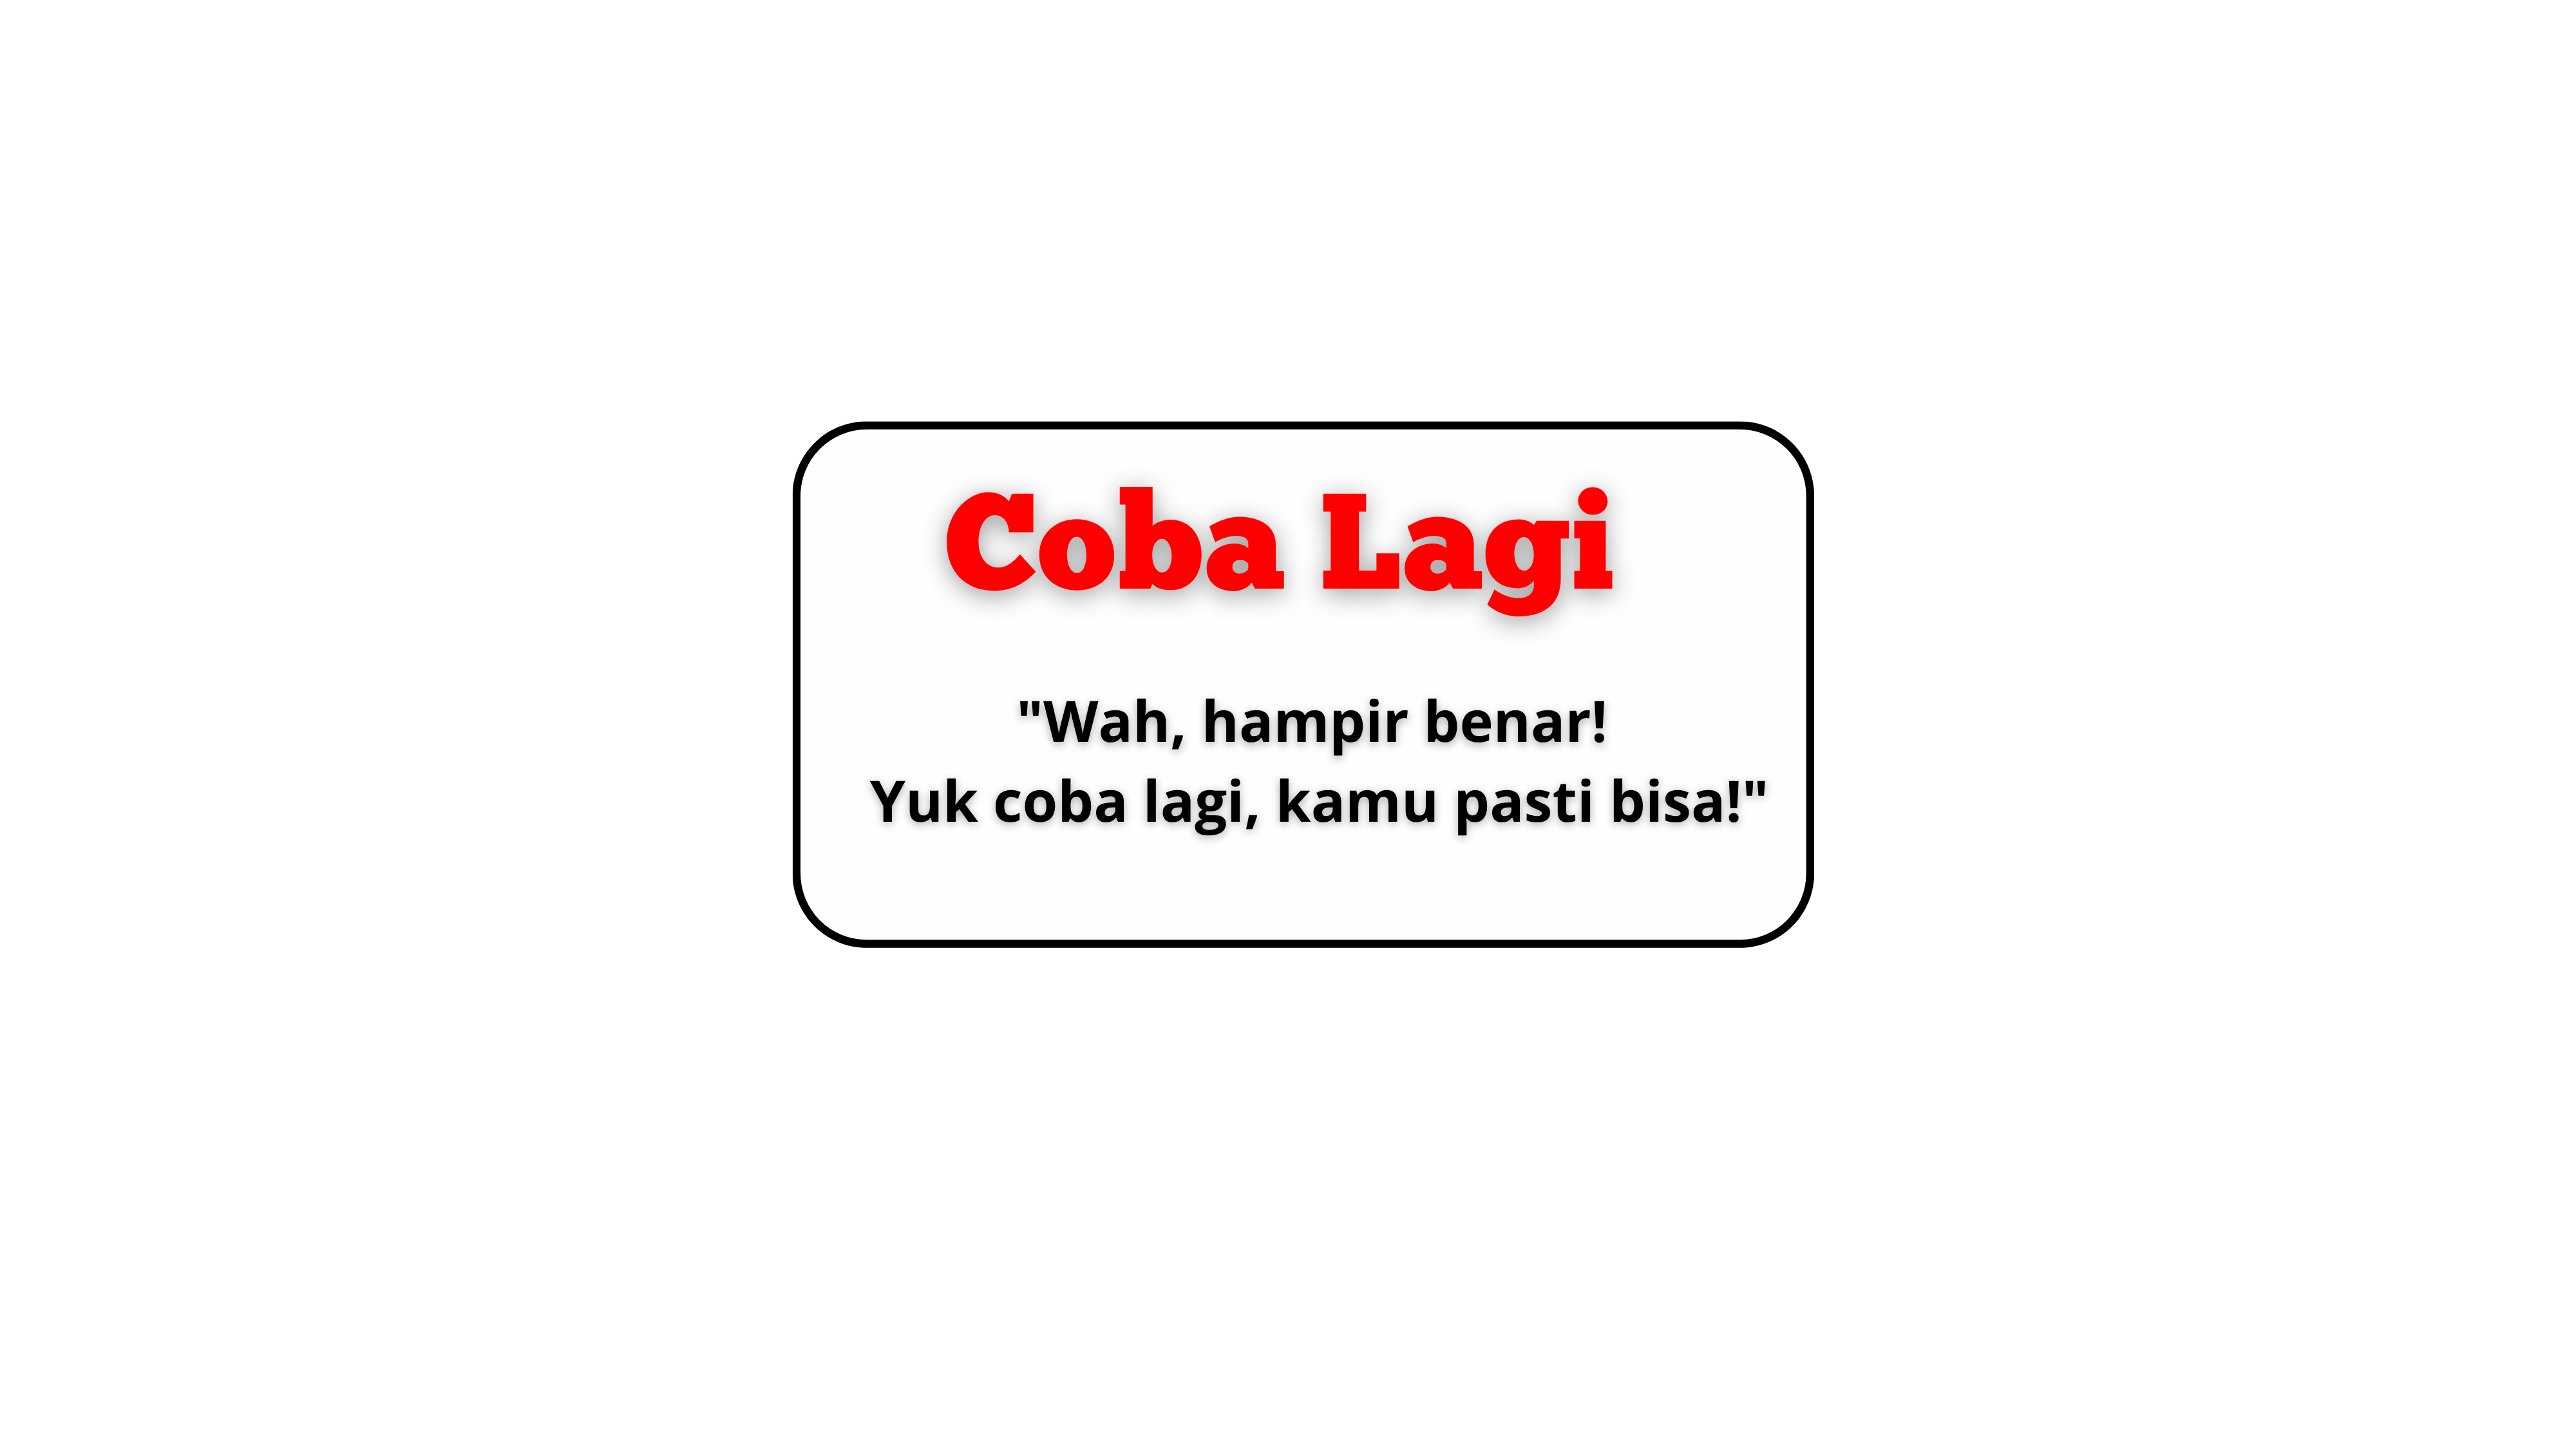 Coba Lagi
"Wah, hampir benar!
Yuk coba lagi, kamu pasti bisa!"